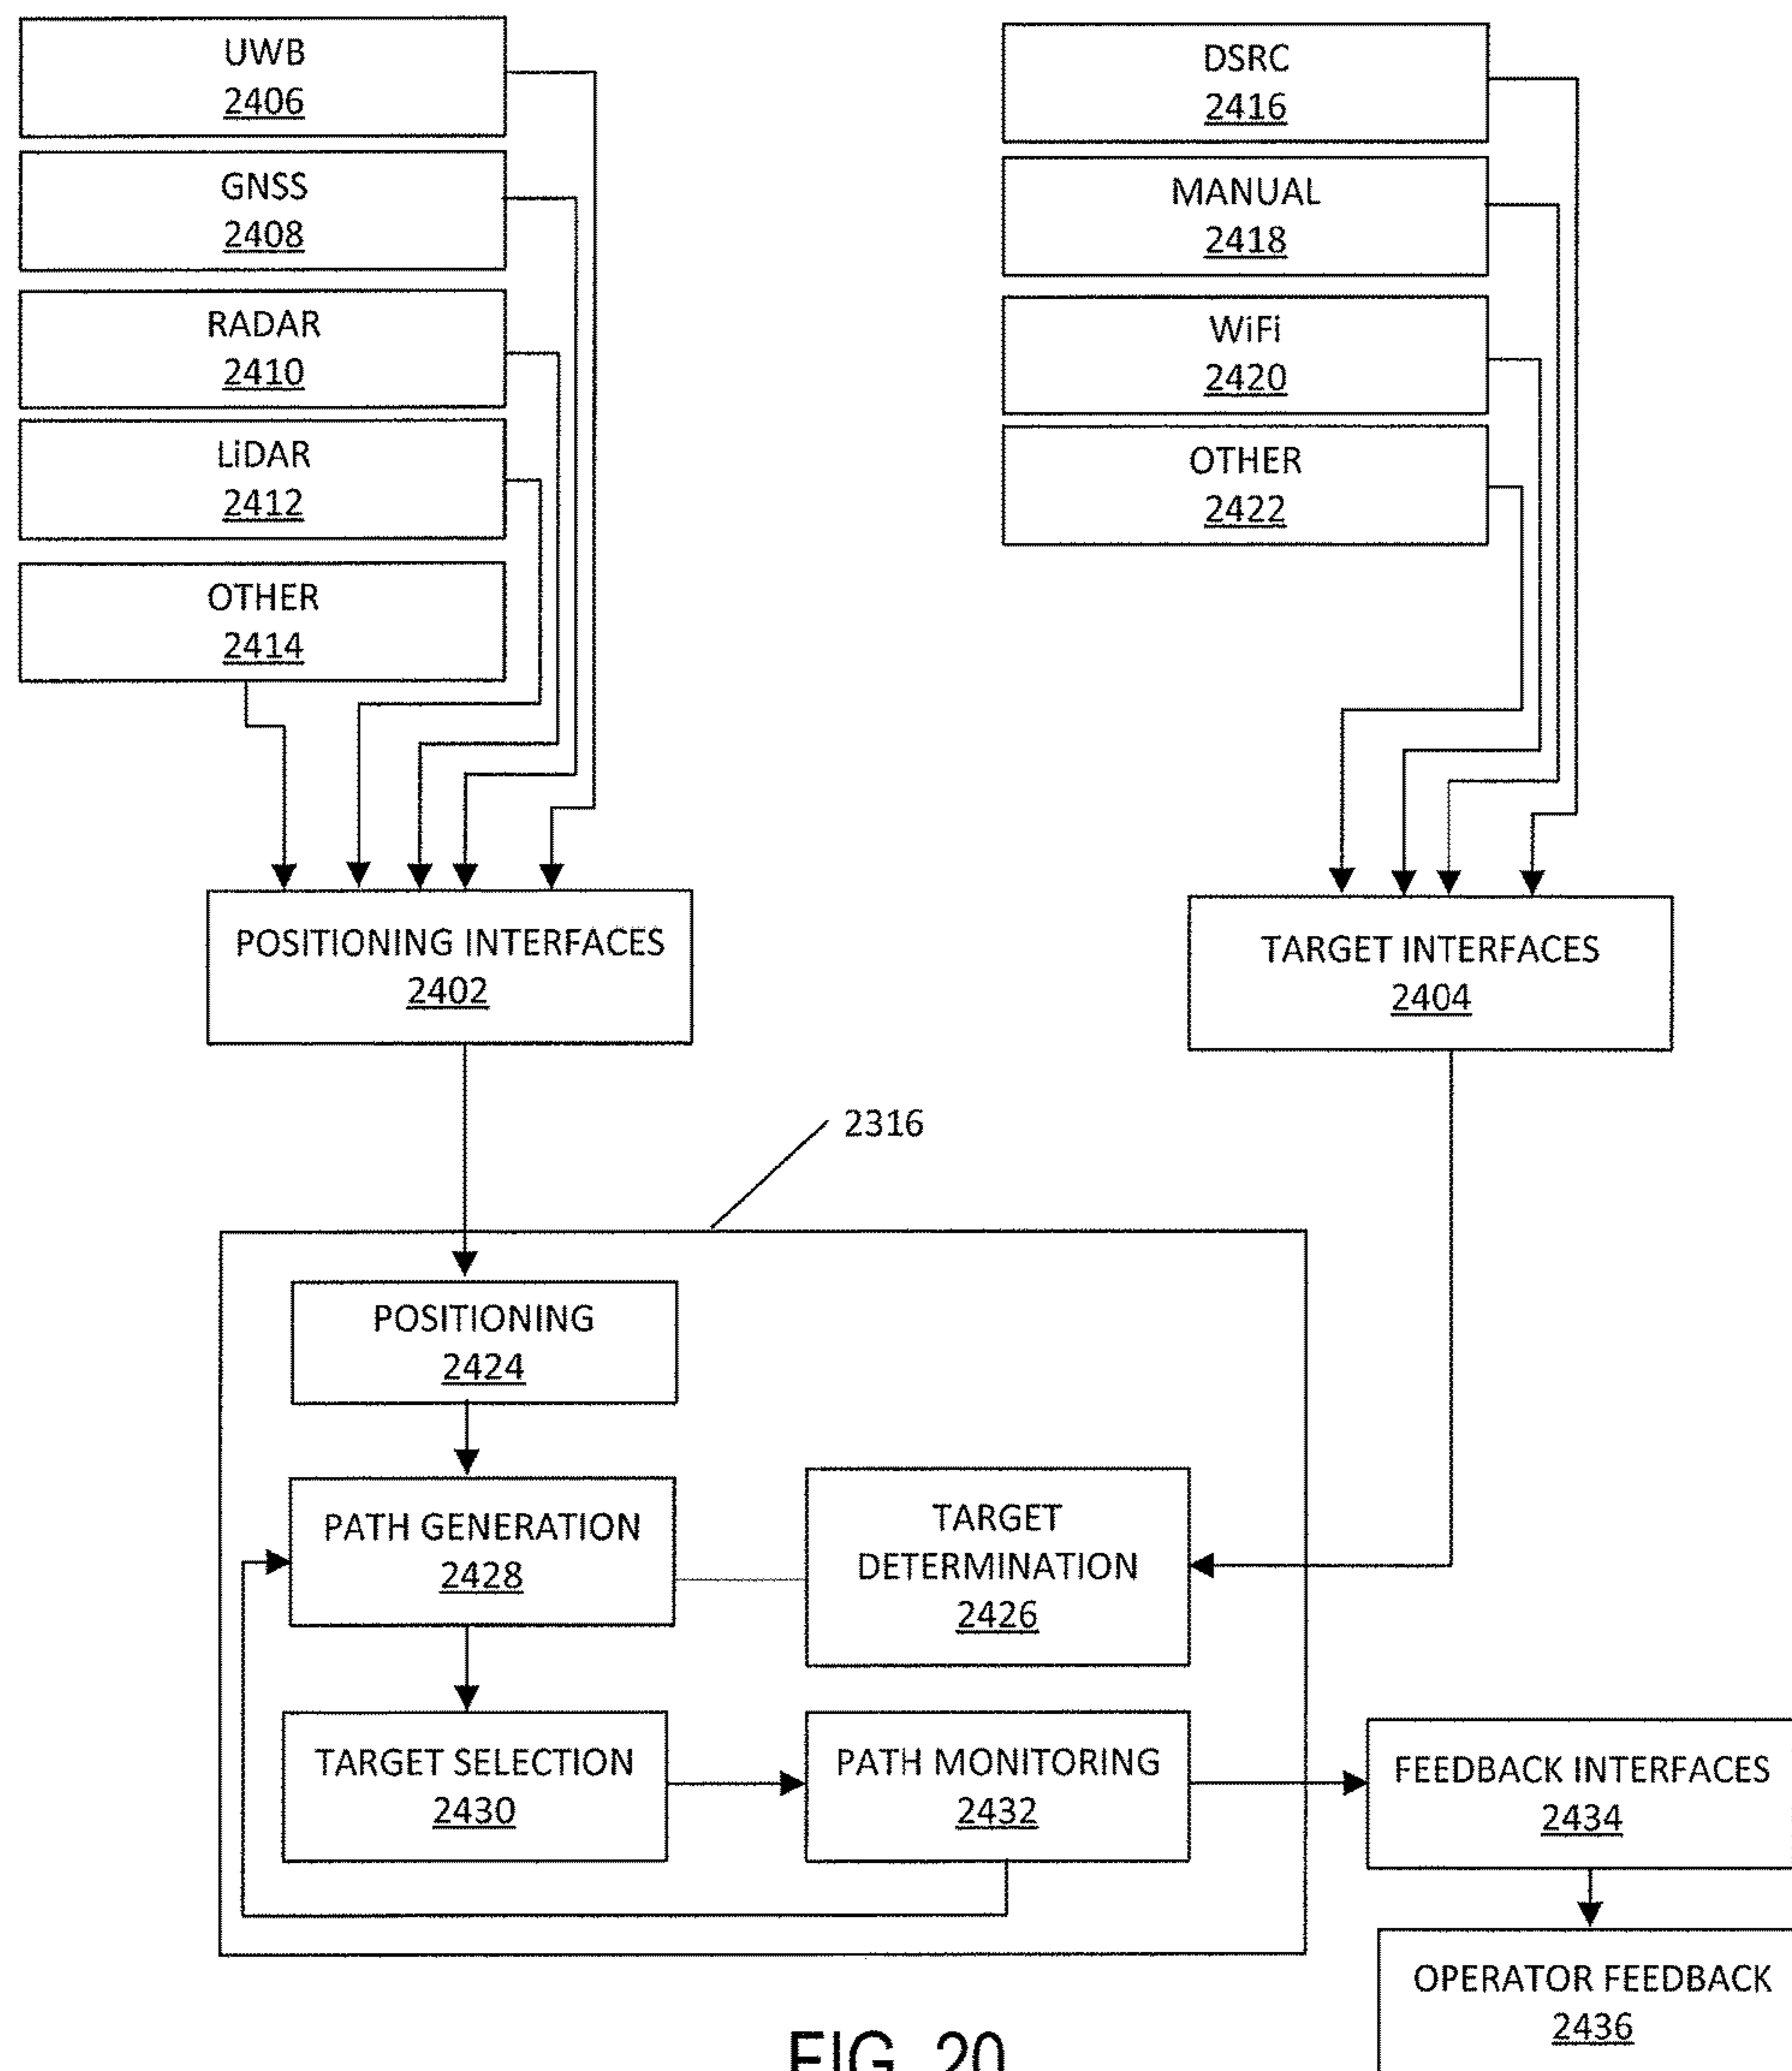 UWB
2406
GNSS
2408
RADAR
2410
LiDAR
2412
OTHER
2414
DSRC
2416
MANUAL
2418
WiFi
2420
OTHER
2422
POSITIONING INTERFACES
2402
TARGET INTERFACES
2404
2316
POSITIONING
2424
PATH GENERATION
2428
TARGET
DETERMINATION
2426
TARGET SELECTION
2430
PATH MONITORING
2432
FEEDBACK INTERFACES
2434
OPERATOR FEEDBACK
2436
FIG. 20